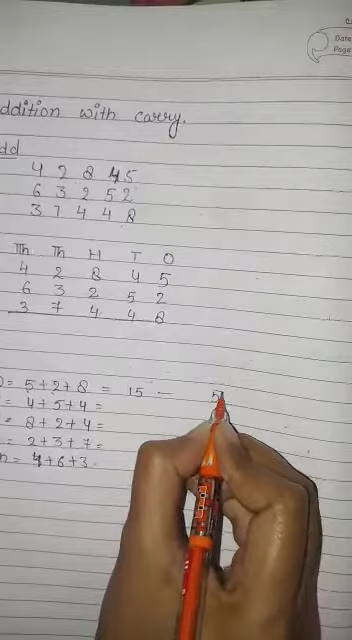 Date
Page
ddition with carry.
dd
4 2 8 4 5
6 3 2 5 2
3 7 4 4 8
TTh Th H T O
4 2 8 4 5
6 3 2 5 2
3 7 4 4 8
= 5+2+8 = 15 — 5
= 4+5+4 =
= 8+2+4 =
= 2+3+7 =
= 4+6+3